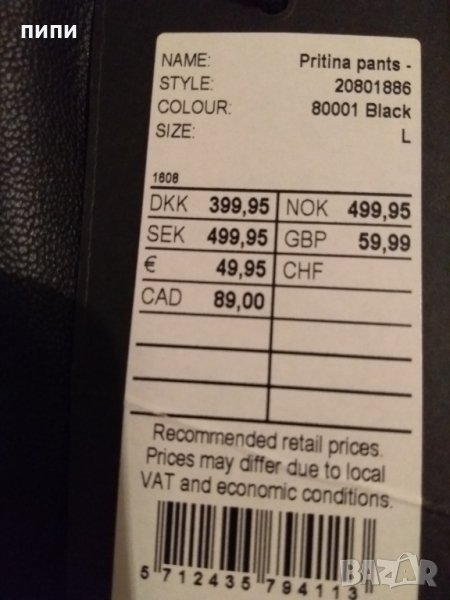 пипи
NAME: Pritina pants -
STYLE: 20801886
COLOUR: 80001 Black
SIZE: L
1608
DKK 399,95 NOK 499,95
SEK 499,95 GBP 59,99
€ 49,95 CHF
CAD 89,00
Recommended retail prices.
Prices may differ due to local
VAT and economic conditions.
5 712435 794113
BAZAR